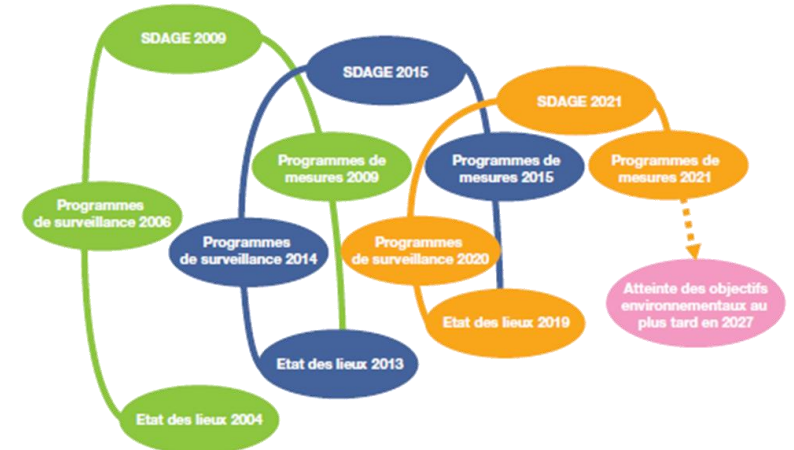 SDAGE 2009
SDAGE 2015
SDAGE 2021
Programmes de
mesures 2009
Programmes de
mesures 2015
Programmes de
mesures 2021
Programmes
de surveillance 2006
Programmes
de surveillance 2014
Programmes
de surveillance 2020
Atteinte des objectifs
environnementaux au
plus tard en 2027
Etat des lieux 2019
Etat des lieux 2013
Etat des lieux 2004